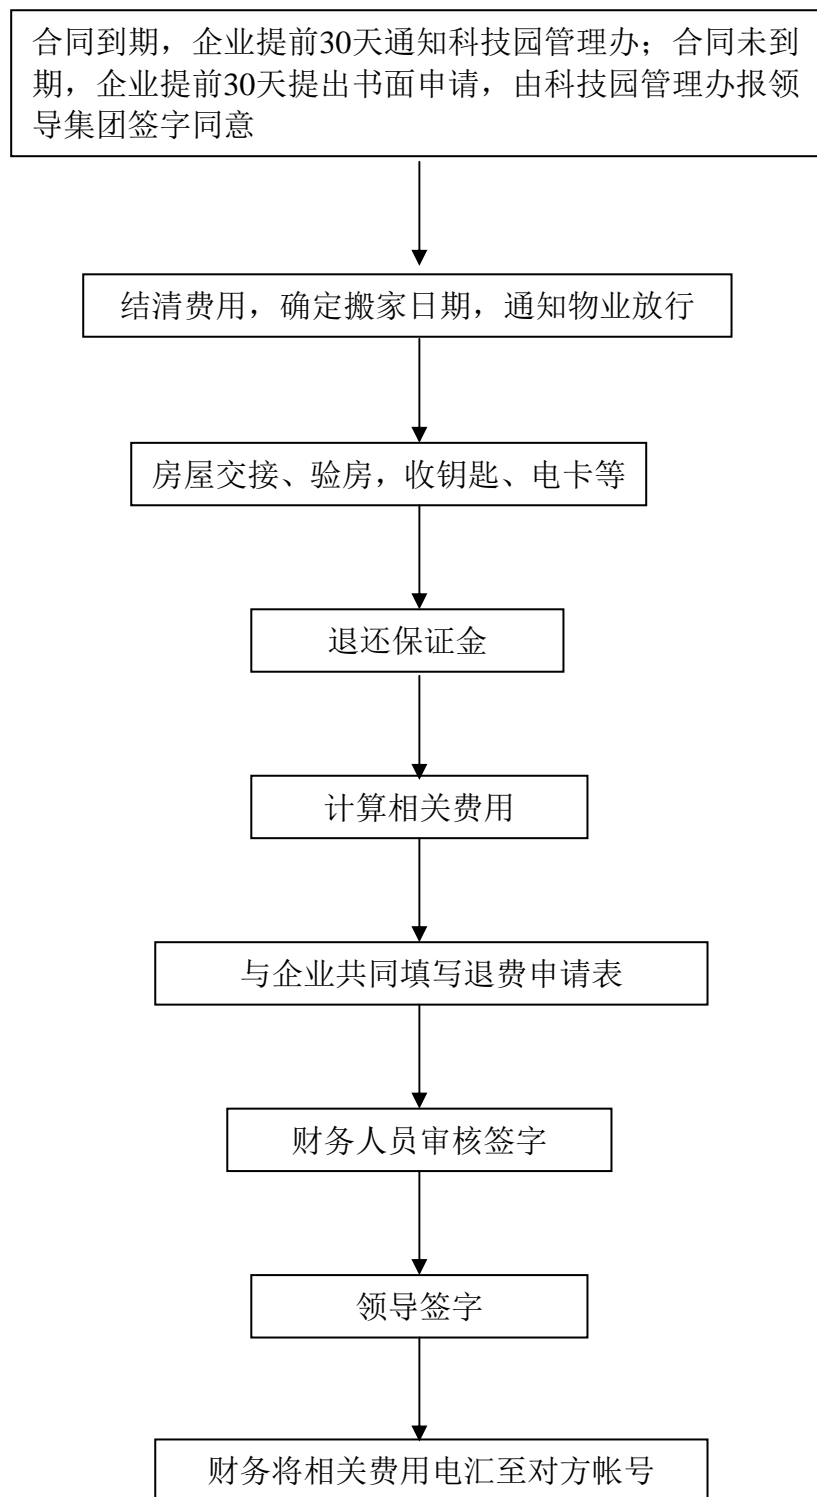 合同到期，企业提前30天通知科技园管理办；合同未到
期，企业提前30天提出书面申请，由科技园管理办报领
导集团签字同意
结清费用，确定搬家日期，通知物业放行
房屋交接、验房，收钥匙、电卡等
退还保证金
计算相关费用
与企业共同填写退费申请表
财务人员审核签字
领导签字
财务将相关费用电汇至对方帐号